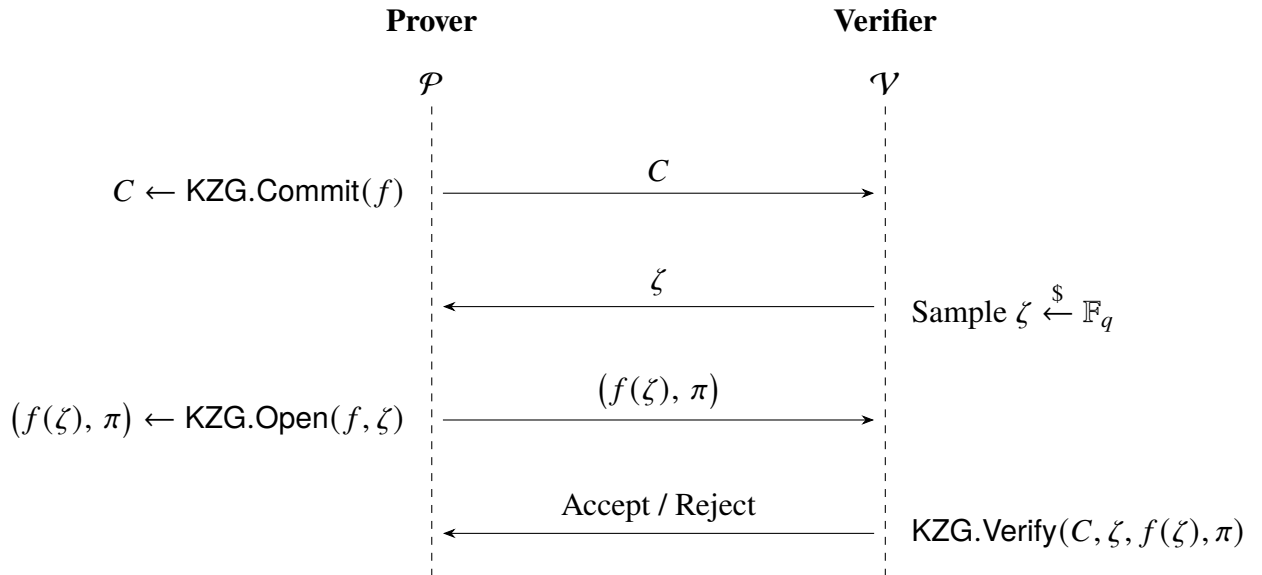 Prover Verifier
𝒫 𝒱
C ← KZG.Commit(f) C
ζ
Sample ζ $← 𝔽_q
(f(ζ), π) ← KZG.Open(f, ζ) (f(ζ), π)
Accept / Reject
KZG.Verify(C, ζ, f(ζ), π)